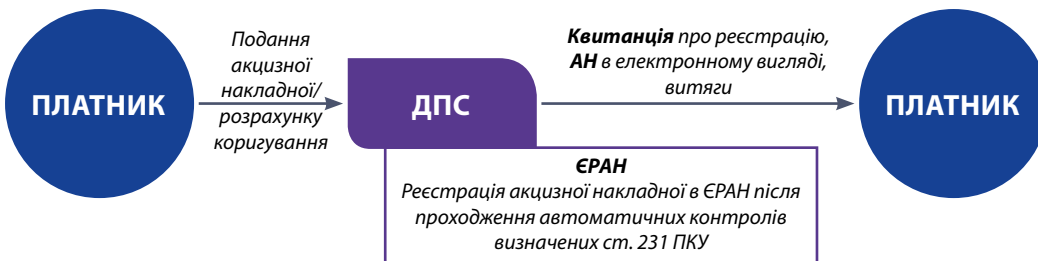 ПЛАТНИК
Подання
акцизної
накладної/
розрахунку
коригування
ДПС
Квитанція про реєстрацію,
АН в електронному вигляді,
витяги
ПЛАТНИК
ЄРАН
Реєстрація акцизної накладної в ЄРАН після
проходження автоматичних контролів
визначених ст. 231 ПКУ